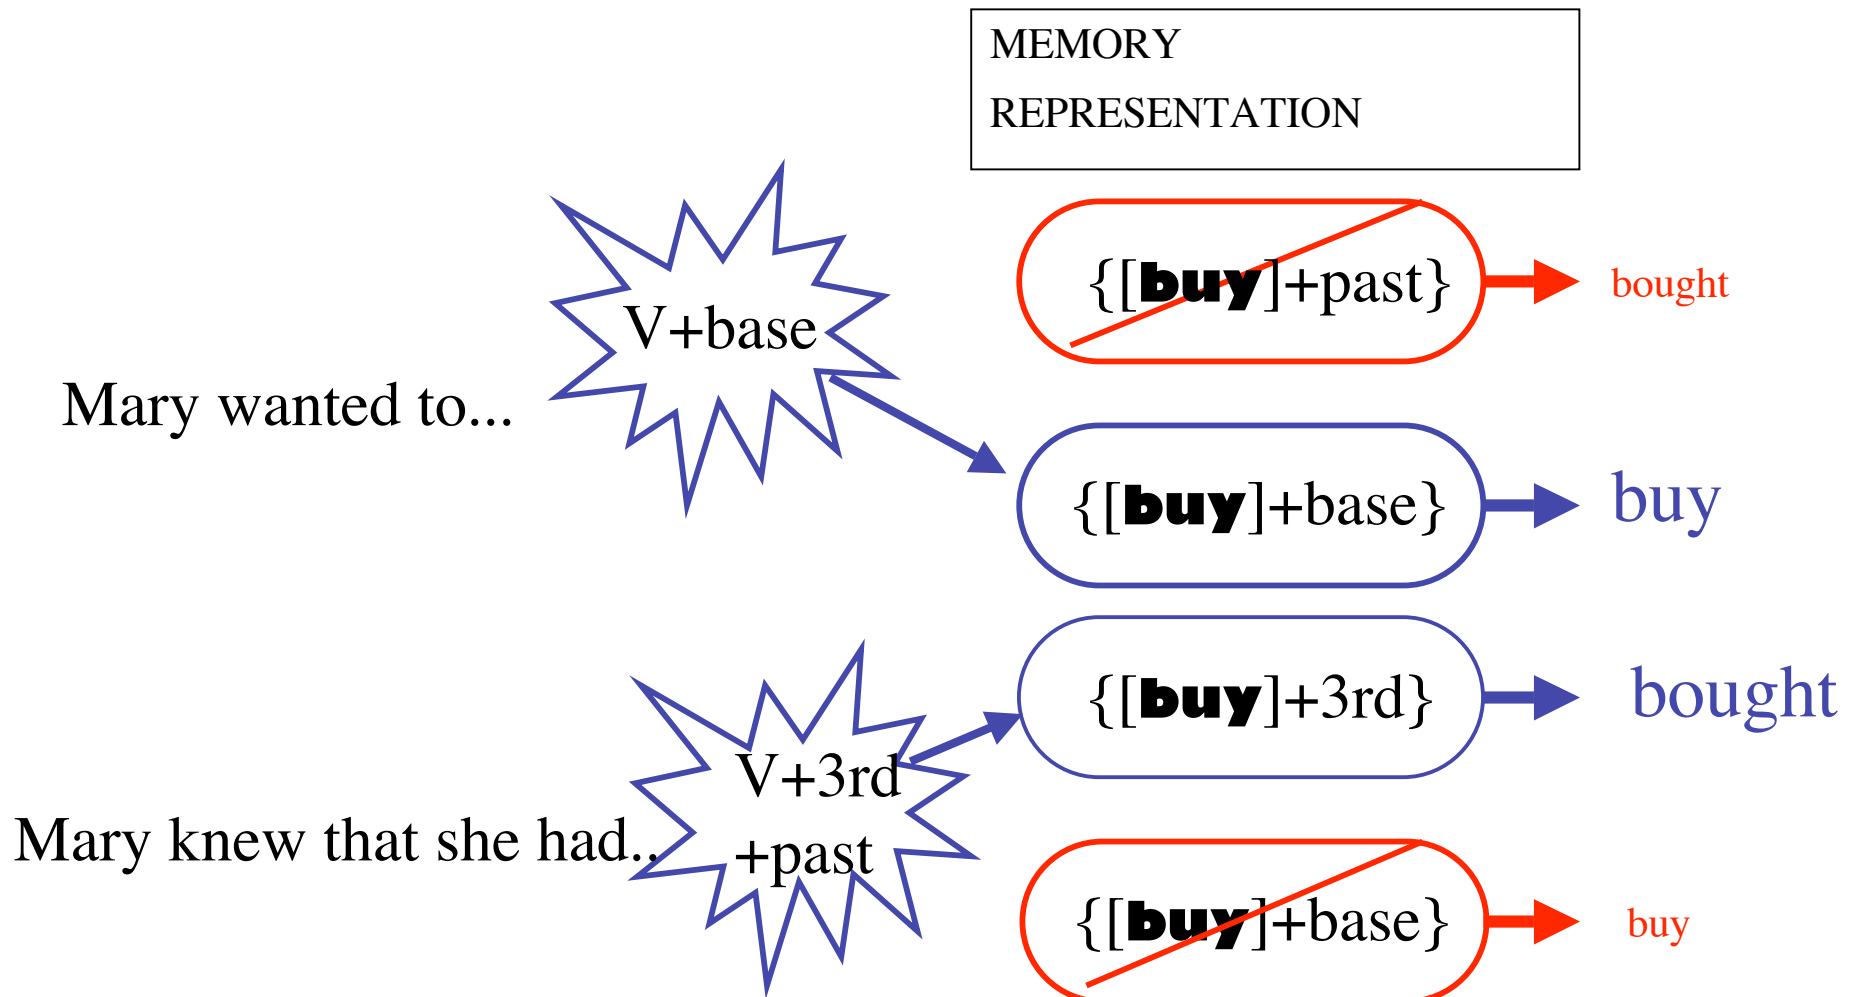 MEMORY
REPRESENTATION
{[buy]+past}
bought
V+base
Mary wanted to...
{[buy]+base}
buy
{[buy]+3rd}
bought
V+3rd
+past
Mary knew that she had..
{[buy]+base}
buy